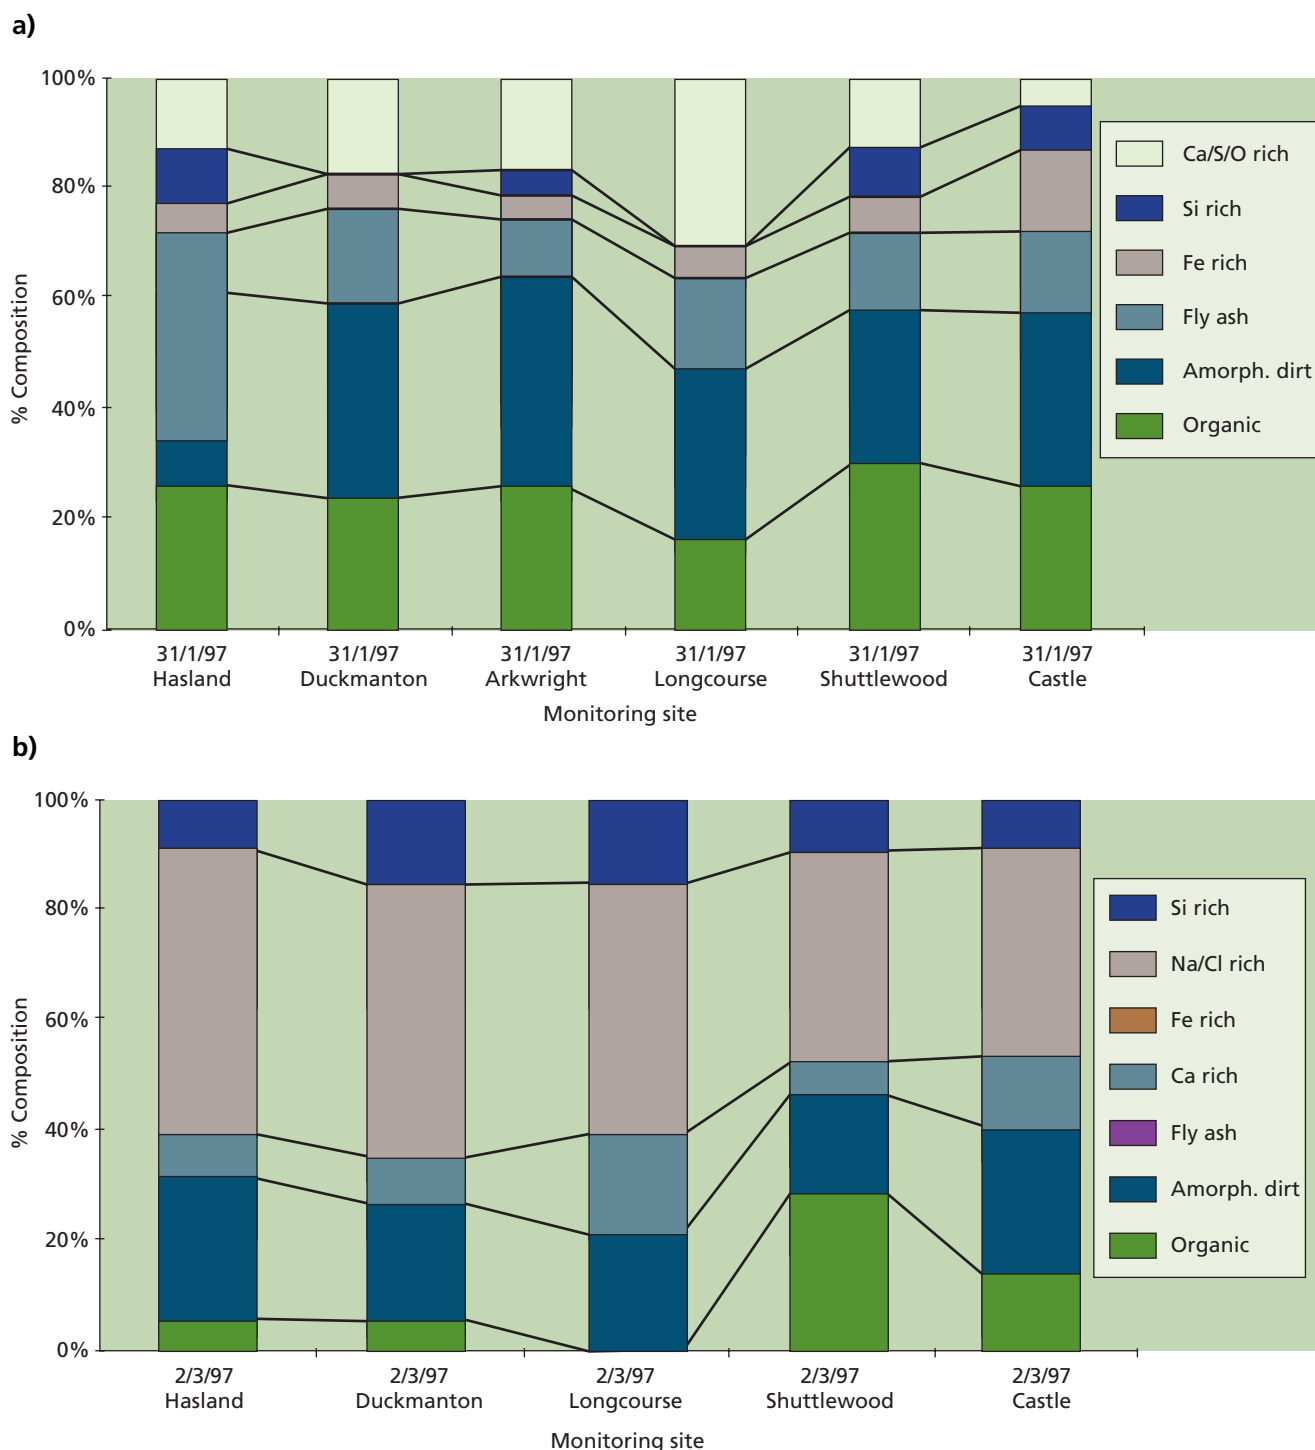 a)
100%
80%
60%
40%
20%
0%
% Composition
31/1/97 31/1/97 31/1/97 31/1/97 31/1/97 31/1/97
Hasland Duckmanton Arkwright Longcourse Shuttlewood Castle
Monitoring site
Ca/S/O rich
Si rich
Fe rich
Fly ash
Amorph. dirt
Organic
b)
100%
80%
60%
40%
20%
0%
% Composition
2/3/97 2/3/97 2/3/97 2/3/97 2/3/97
Hasland Duckmanton Longcourse Shuttlewood Castle
Monitoring site
Si rich
Na/Cl rich
Fe rich
Ca rich
Fly ash
Amorph. dirt
Organic